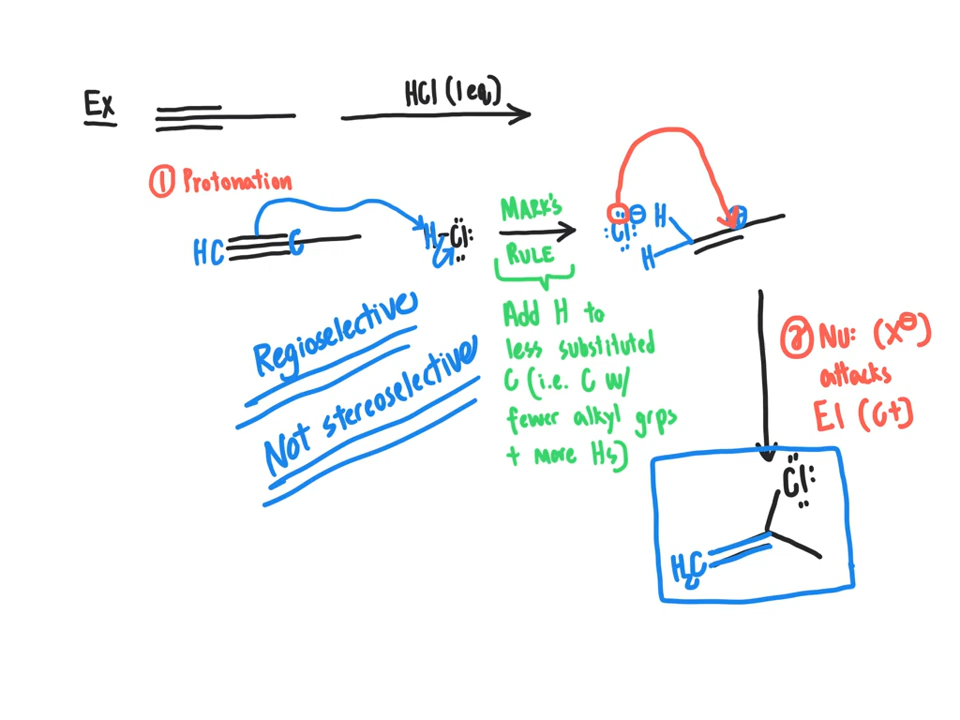 Ex
HCl (1 eq)
① Protonation
HC C
H-Cl:
MARK'S
RULE
Add H to
less substituted
C (i.e. C w/
fewer alkyl grps
+ more Hs)
:Cl: ⊖
H
H
⊕
Regioselective
Not stereoselective
② Nu: (X⊖)
attacks
El (C+)
Cl:
H₂C